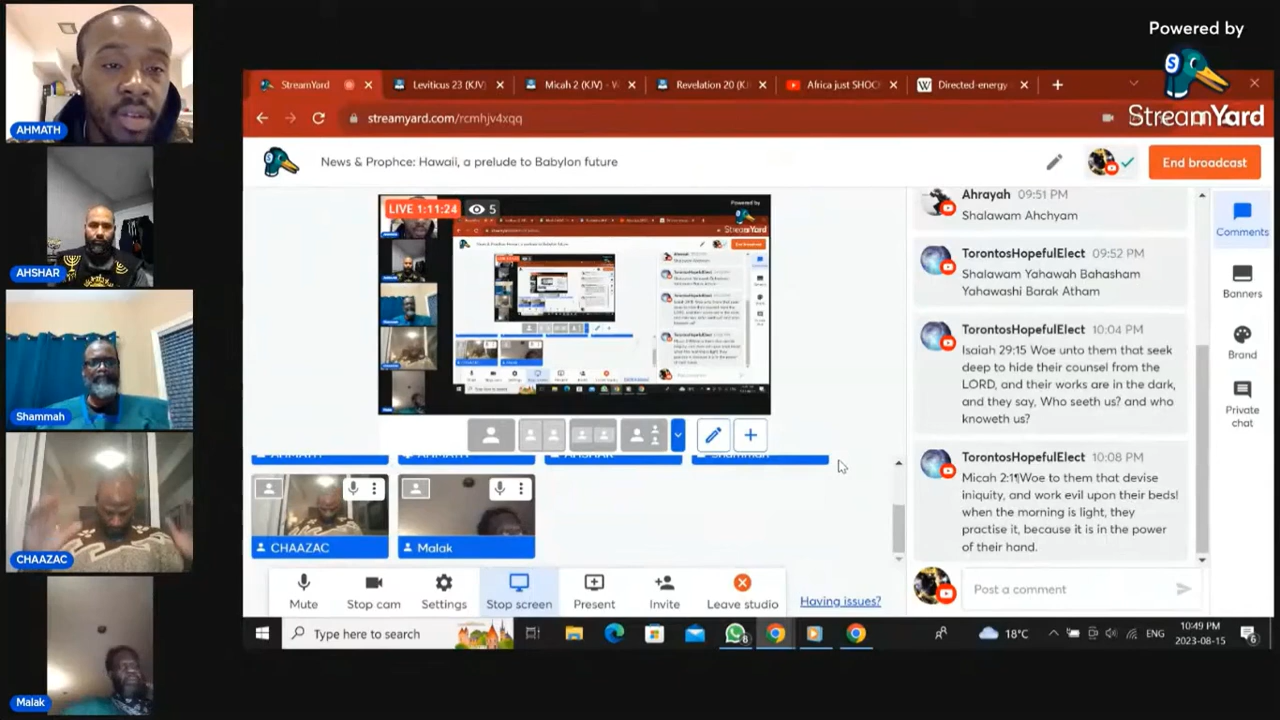 Powered by
StreamYard
AHMATH
AHSHAR
Shammah
CHAAZAC
Malak
StreamYard
Leviticus 23 (KJV)
Micah 2 (KJV) - W
Revelation 20 (K
Africa just SHOC
Directed-energy
streamyard.com/rcmhjv4xqq
News & Prophce: Hawaii, a prelude to Babylon future
End broadcast
LIVE 1:11:24
5
CHAAZAC
Malak
Ahrayah 09:51 PM
Shalawam Ahchyam
TorontosHopefulElect 09:52 PM
Shalawam Yahawah Bahasham
Yahawashi Barak Atham
TorontosHopefulElect 10:04 PM
Isaiah 29:15 Woe unto them that seek
deep to hide their counsel from the
LORD, and their works are in the dark,
and they say, Who seeth us? and who
knoweth us?
TorontosHopefulElect 10:08 PM
Micah 2:1¶Woe to them that devise
iniquity, and work evil upon their beds!
when the morning is light, they
practise it, because it is in the power
of their hand.
Post a comment
Comments
Banners
Brand
Private
chat
Mute
Stop cam
Settings
Stop screen
Present
Invite
Leave studio
Having issues?
Type here to search
8
18°C
ENG
10:49 PM
2023-08-15
6